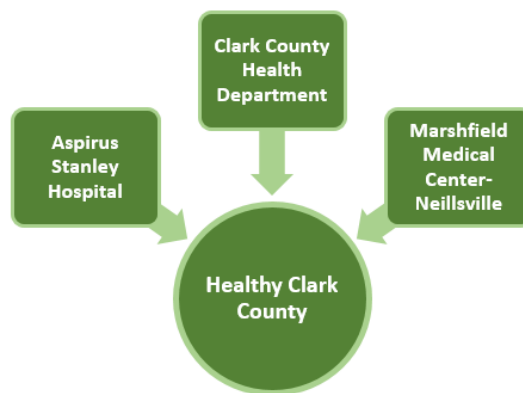 Clark County
Health
Department
Aspirus
Stanley
Hospital
Marshfield
Medical
Center-
Neillsville
Healthy Clark
County